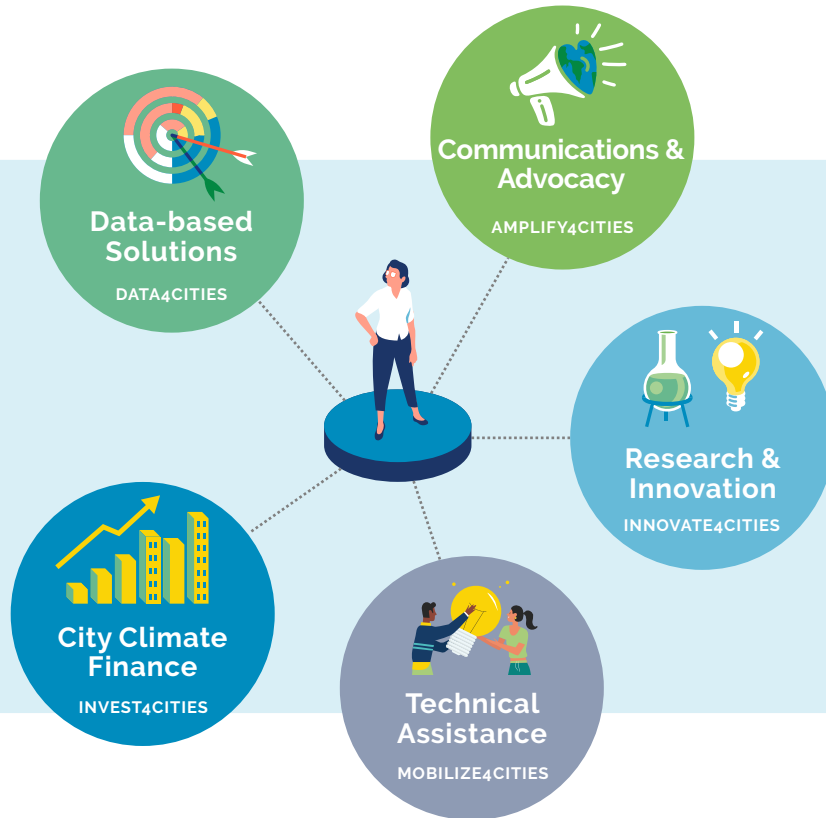 Communications &
Advocacy
AMPLIFY4CITIES
Data-based
Solutions
DATA4CITIES
Research &
Innovation
INNOVATE4CITIES
City Climate
Finance
INVEST4CITIES
Technical
Assistance
MOBILIZE4CITIES